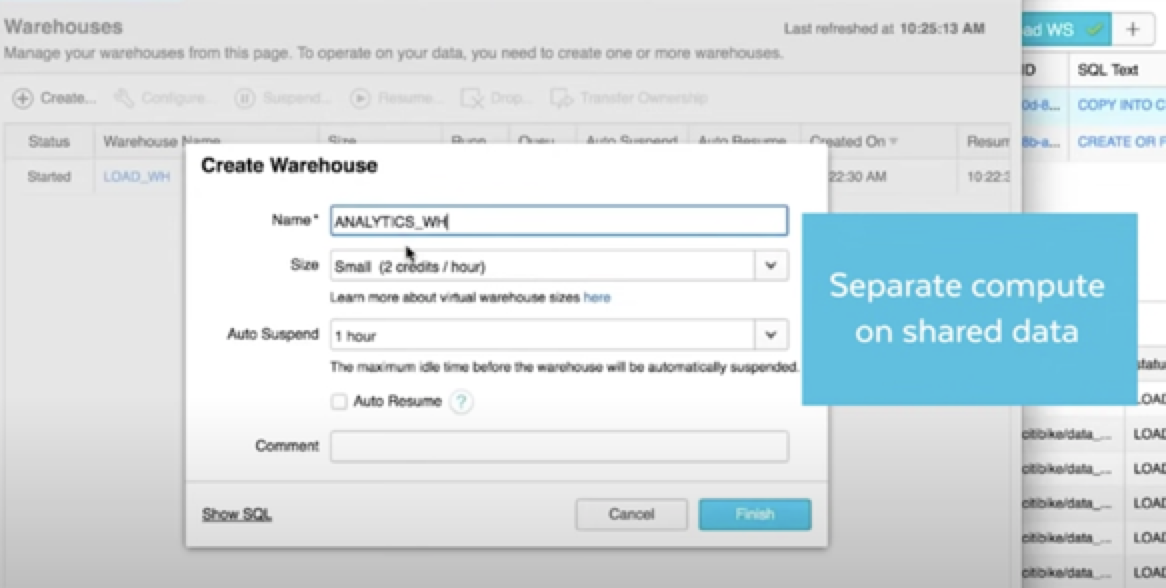 Warehouses
Last refreshed at 10:25:13 AM
Manage your warehouses from this page. To operate on your data, you need to create one or more warehouses.
Create... Configure... Suspend... Resume... Drop... Transfer Ownership
Status Warehouse Name Size Auto Suspend Auto Resume Created On
Started LOAD_WH 22:30 AM 10:22:3
Create Warehouse
Name* ANALYTICS_WH
Size Small (2 credits / hour)
Learn more about virtual warehouse sizes here
Auto Suspend 1 hour
The maximum idle time before the warehouse will be automatically suspended.
Auto Resume ?
Comment
Show SQL Cancel Finish
Separate compute
on shared data
ad WS +
ID SQL Text
0d-8... COPY INTO C
8b-a... CREATE OR F
statu
LOAD
citibike/data_... LOAD
citibike/data_... LOAD
citibike/data_... LOAD
citibike/data_... LOAD
citibike/data_... LOAD